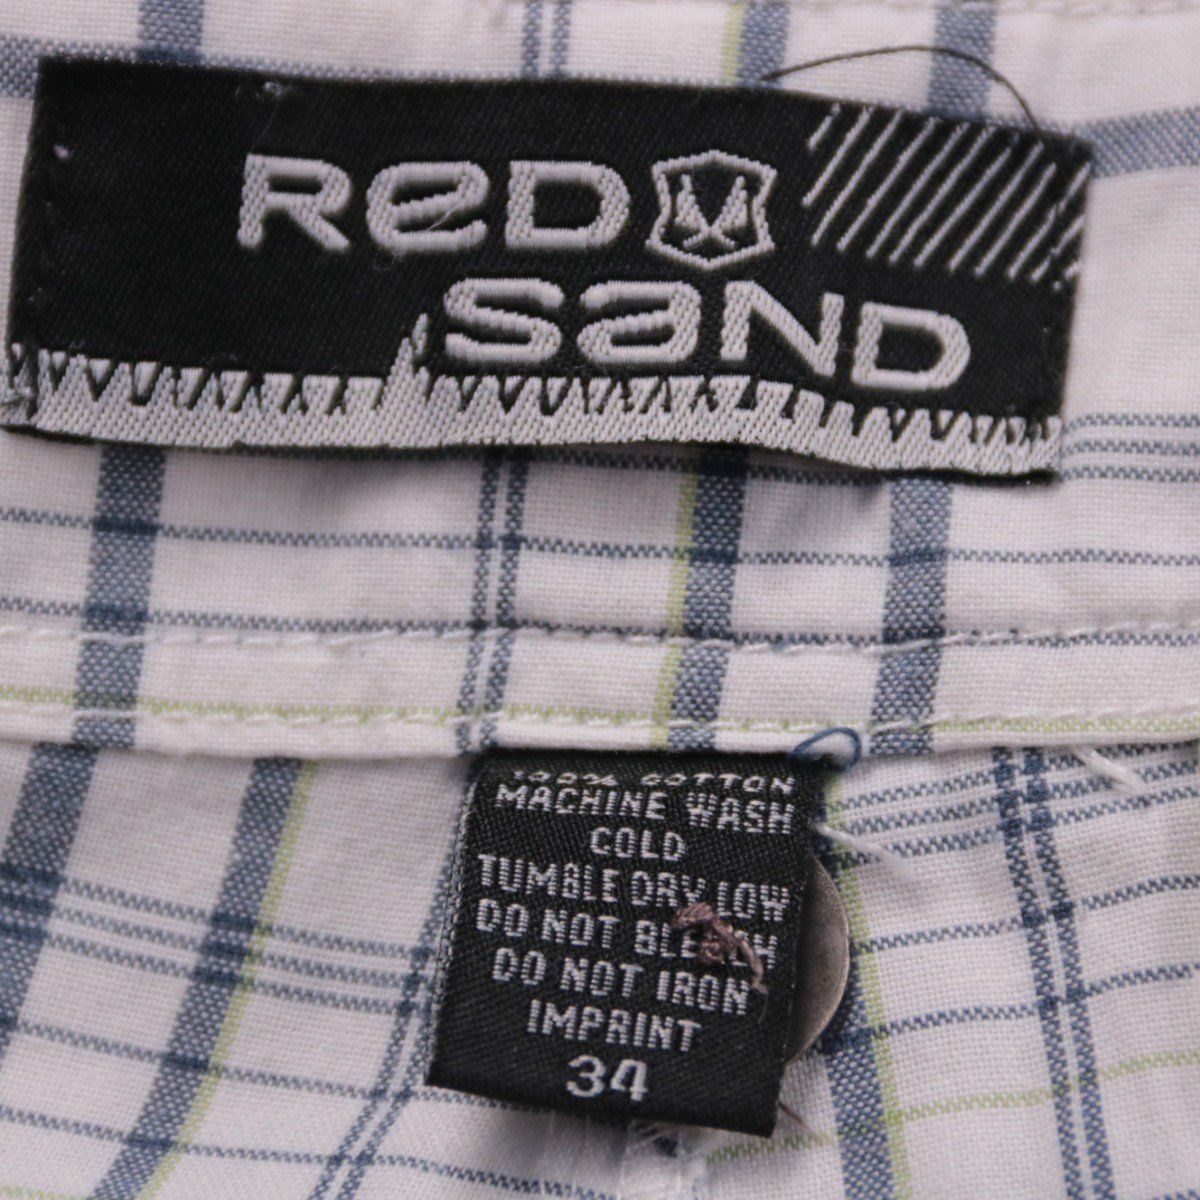 ReD
saND
100% COTTON
MACHINE WASH
COLD
TUMBLE DRY LOW
DO NOT BLEACH
DO NOT IRON
IMPRINT
34